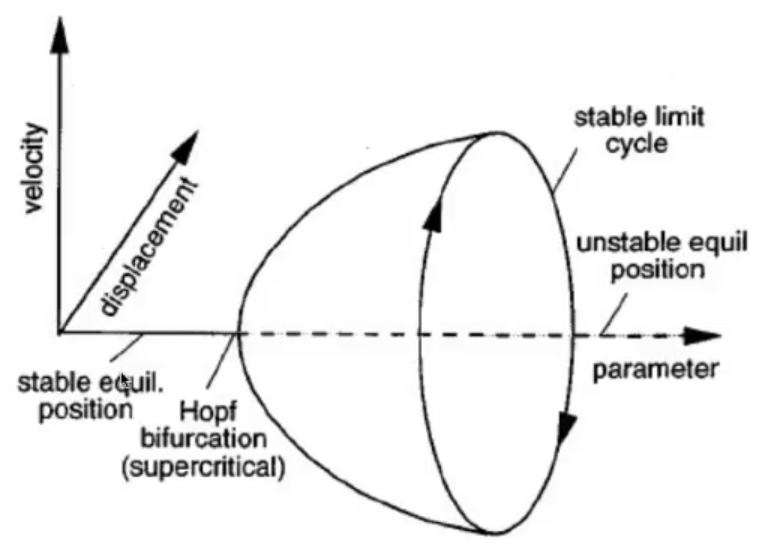 velocity
displacement
stable limit
cycle
unstable equil
position
parameter
stable equil.
position
Hopf
bifurcation
(supercritical)